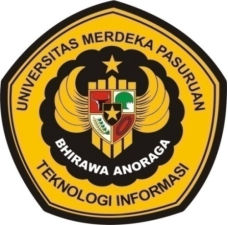 UNIVERSITAS MERDEKA PASURUAN
BHIRAWA ANORAGA
TEKNOLOGI INFORMASI